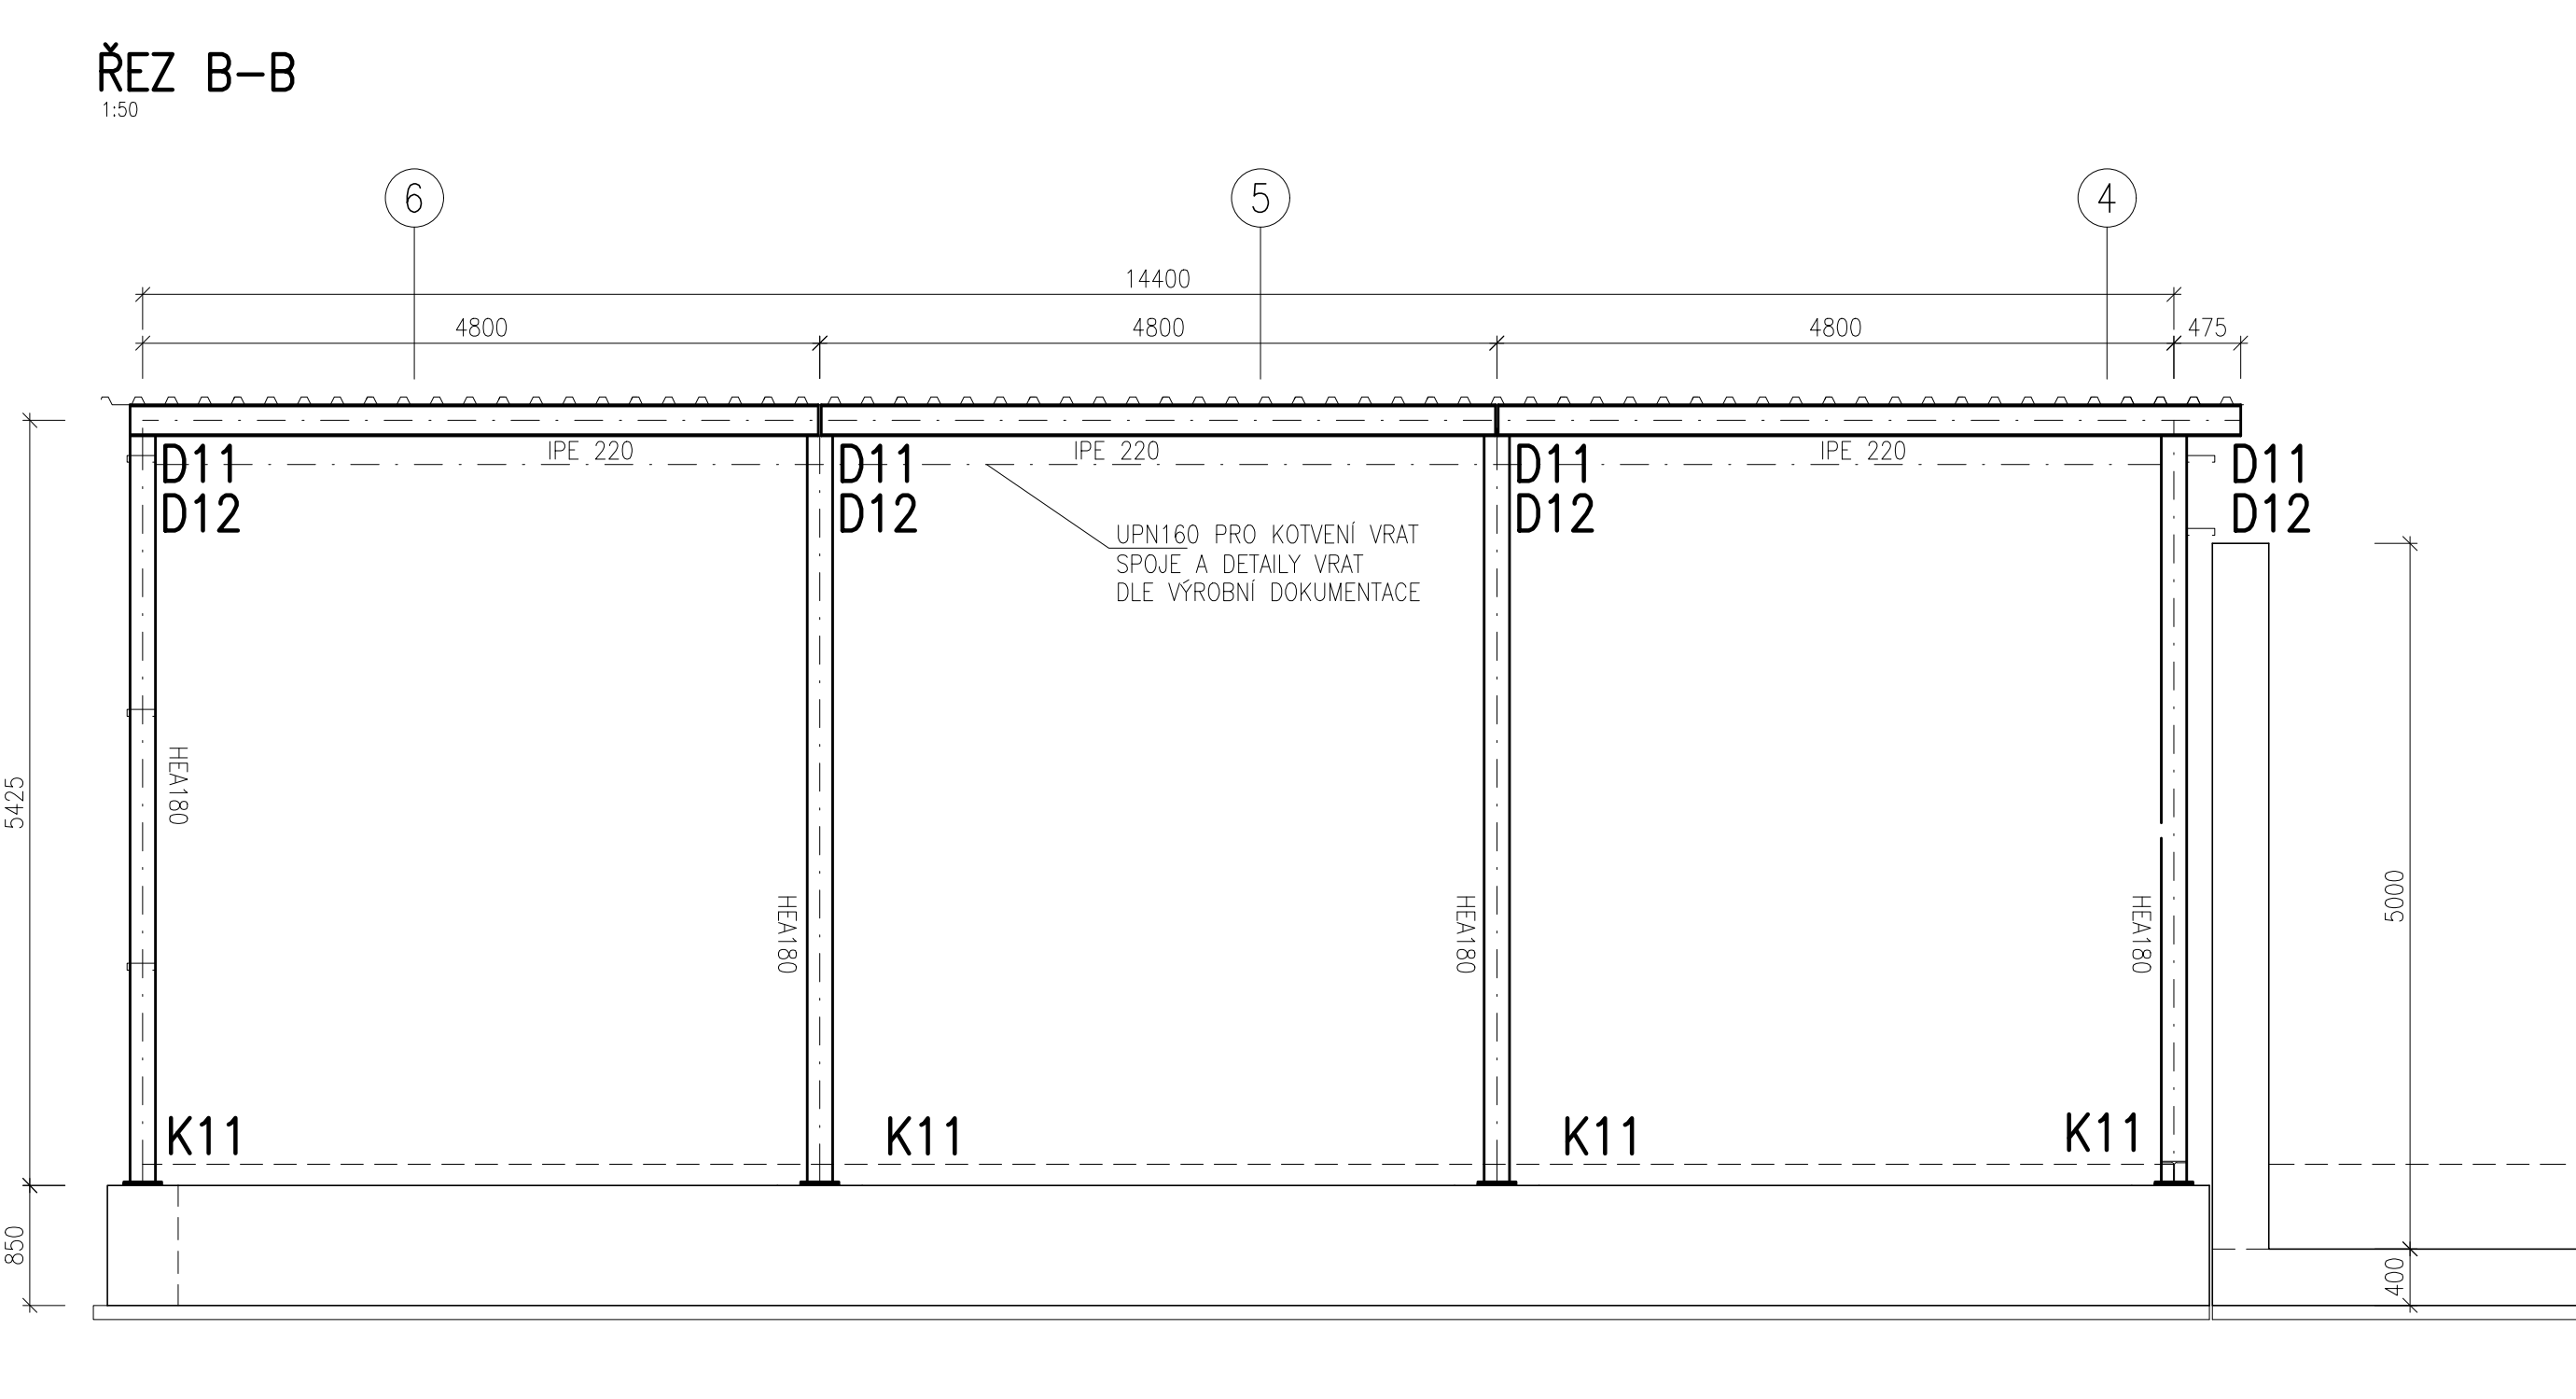 ŘEZ B-B
1:50
6
5
4
14400
4800
4800
4800
475
D11
D12
IPE 220
D11
D12
IPE 220
D11
D12
IPE 220
D11
D12
UPN160 PRO KOTVENÍ VRAT
SPOJE A DETAILY VRAT
DLE VÝROBNÍ DOKUMENTACE
5425
HEA180
HEA180
HEA180
HEA180
5000
K11
K11
K11
K11
850
400